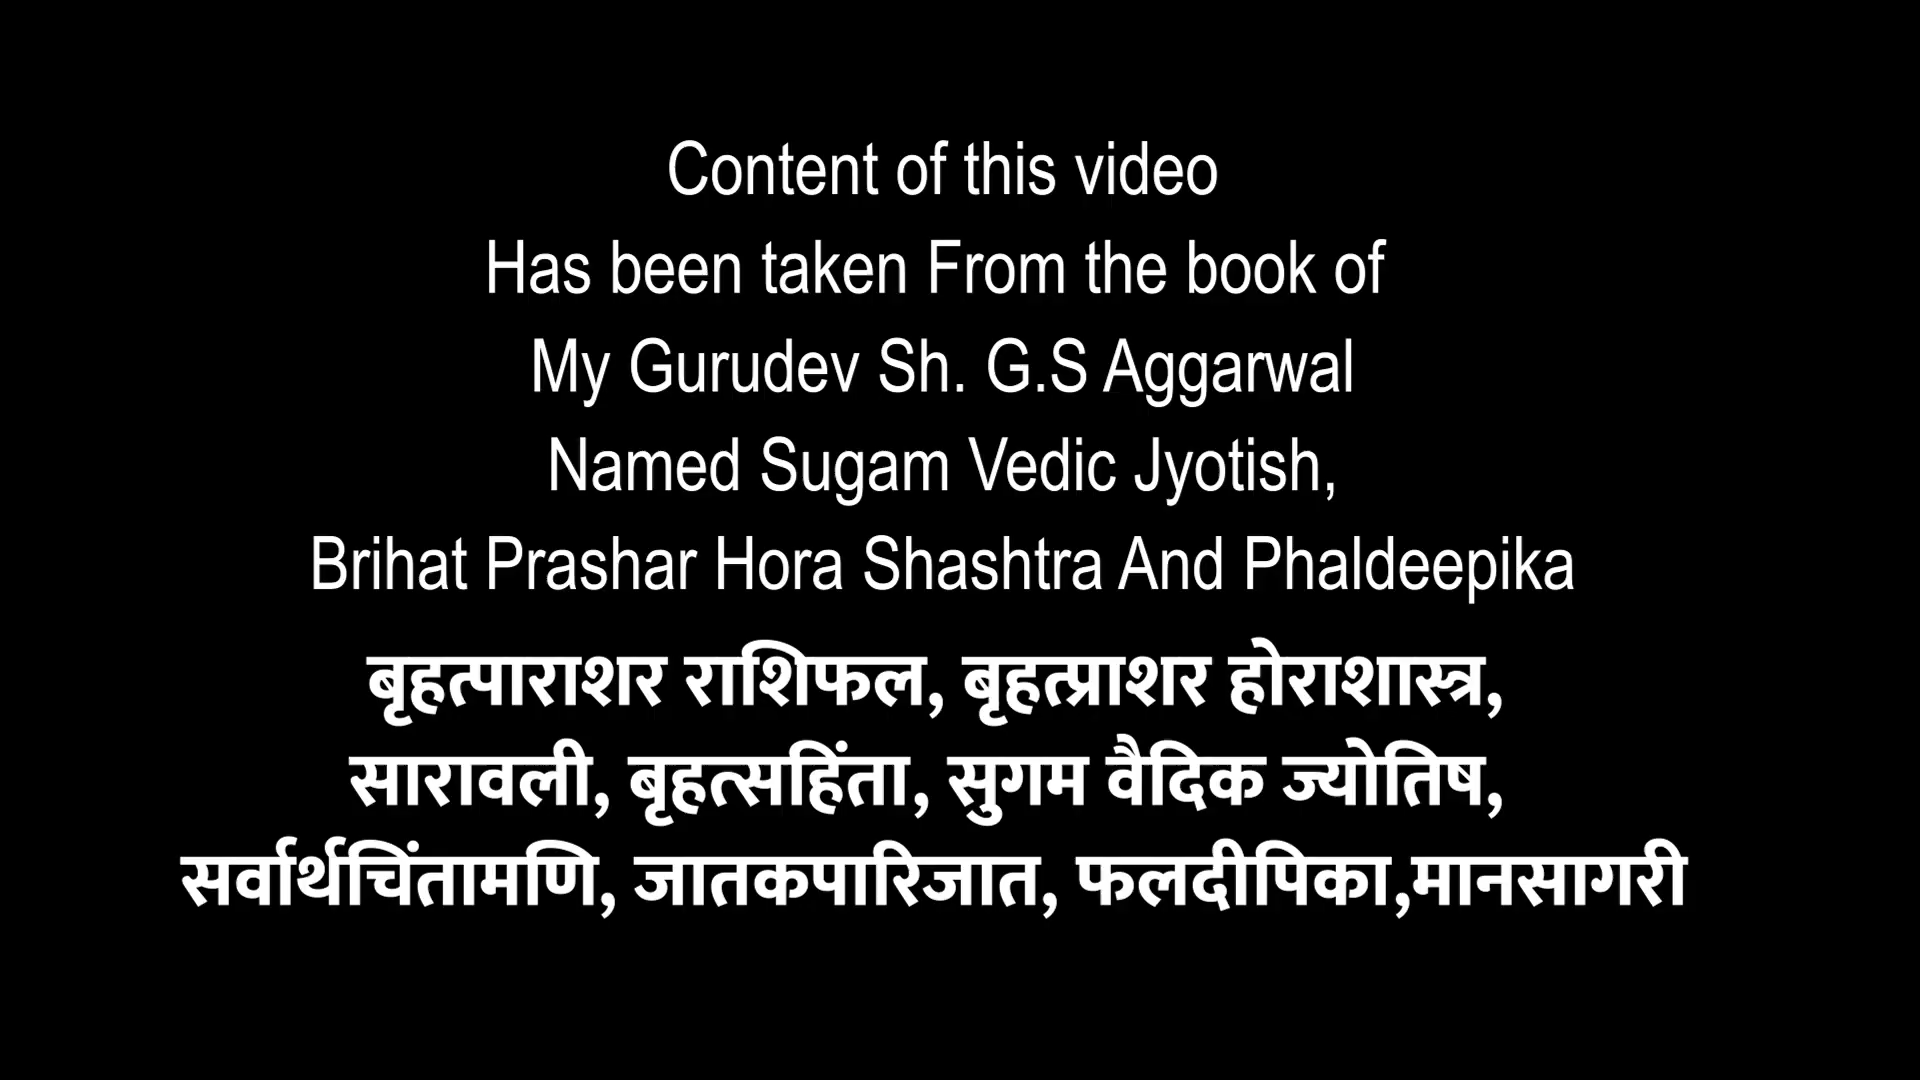 Content of this video
Has been taken From the book of
My Gurudev Sh. G.S Aggarwal
Named Sugam Vedic Jyotish,
Brihat Prashar Hora Shashtra And Phaldeepika
बृहत्पाराशर राशिफल, बृहत्प्राशर होराशास्त्र,
सारावली, बृहत्सहिंता, सुगम वैदिक ज्योतिष,
सर्वार्थचिंतामणि, जातकपारिजात, फलदीपिका,मानसागरी